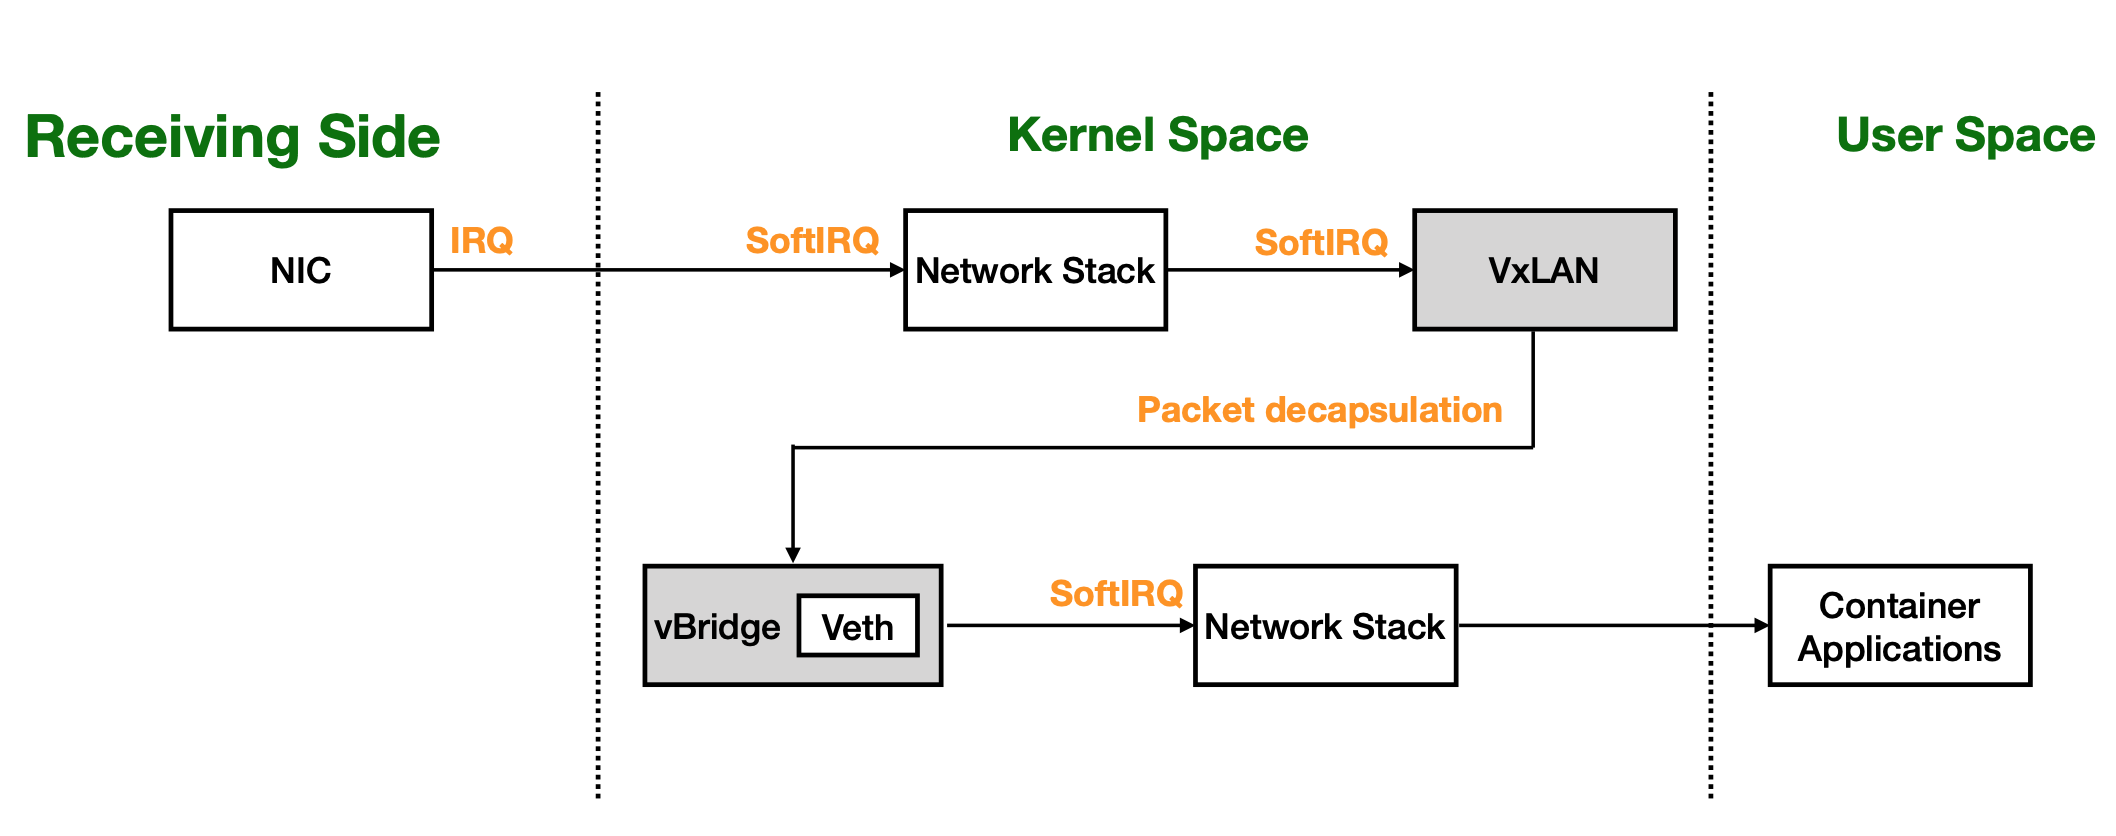 Receiving Side
Kernel Space
User Space
NIC
IRQ
SoftIRQ
Network Stack
SoftIRQ
VxLAN
Packet decapsulation
vBridge
Veth
SoftIRQ
Network Stack
Container
Applications